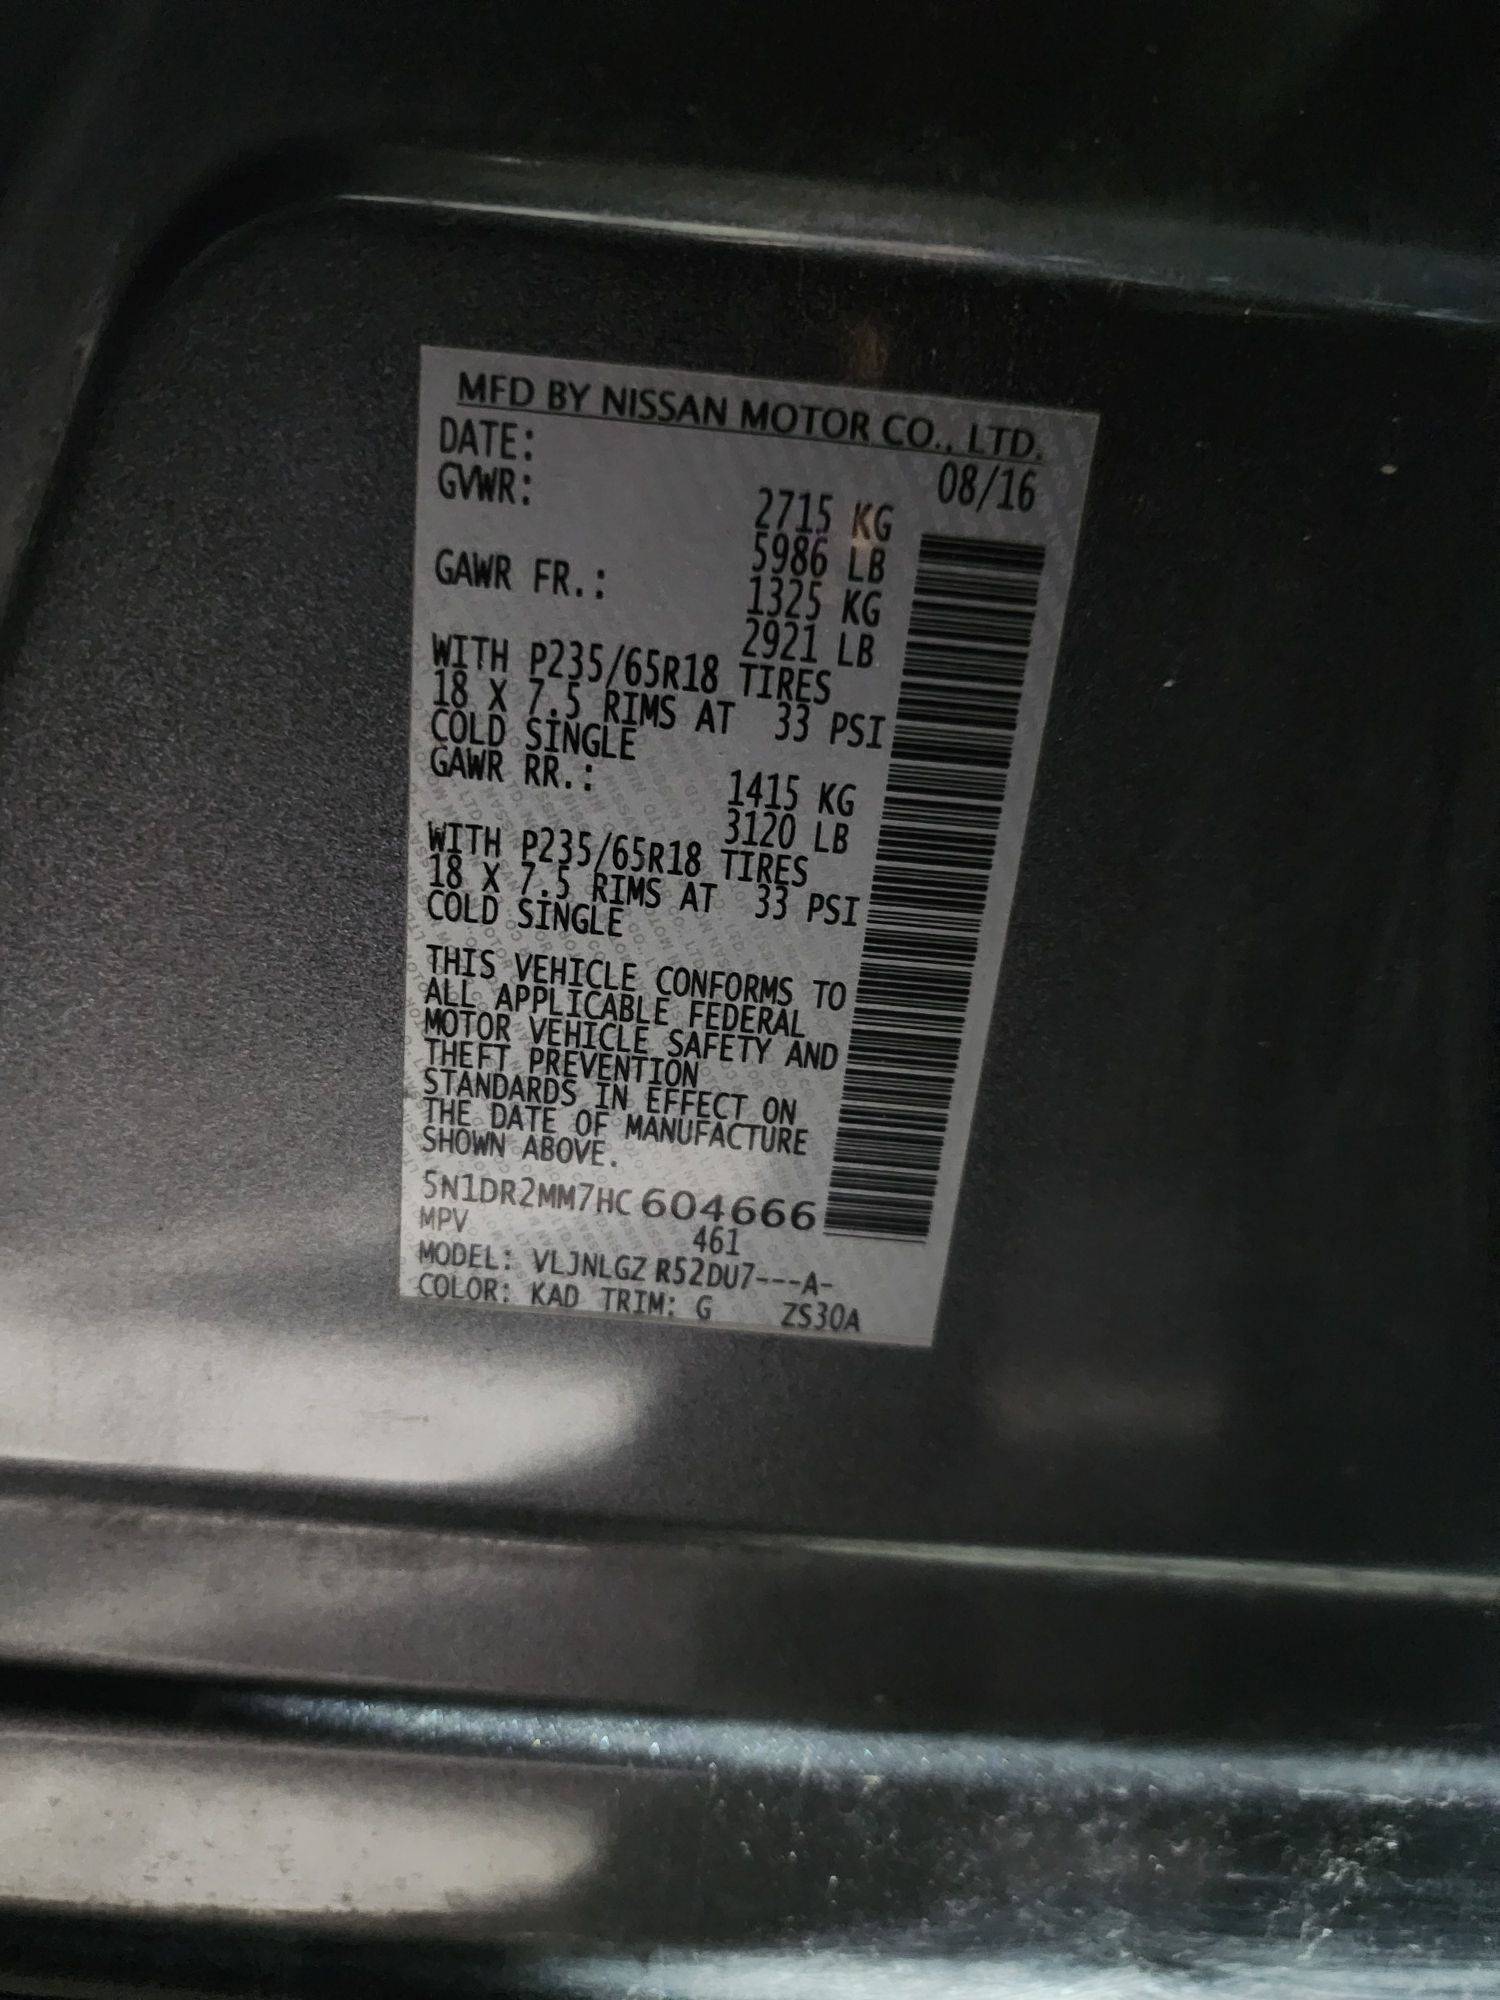 MFD BY NISSAN MOTOR CO., LTD.
DATE: 08/16
GVWR: 2715 KG
5986 LB
GAWR FR.: 1325 KG
2921 LB
WITH P235/65R18 TIRES
18 X 7.5 RIMS AT 33 PSI
COLD SINGLE
GAWR RR.: 1415 KG
3120 LB
WITH P235/65R18 TIRES
18 X 7.5 RIMS AT 33 PSI
COLD SINGLE
THIS VEHICLE CONFORMS TO
ALL APPLICABLE FEDERAL
MOTOR VEHICLE SAFETY AND
THEFT PREVENTION
STANDARDS IN EFFECT ON
THE DATE OF MANUFACTURE
SHOWN ABOVE.
5N1DR2MM7HC604666
MPV 461
MODEL: VLJNLGZ R52DU7---A-
COLOR: KAD TRIM: G ZS30A